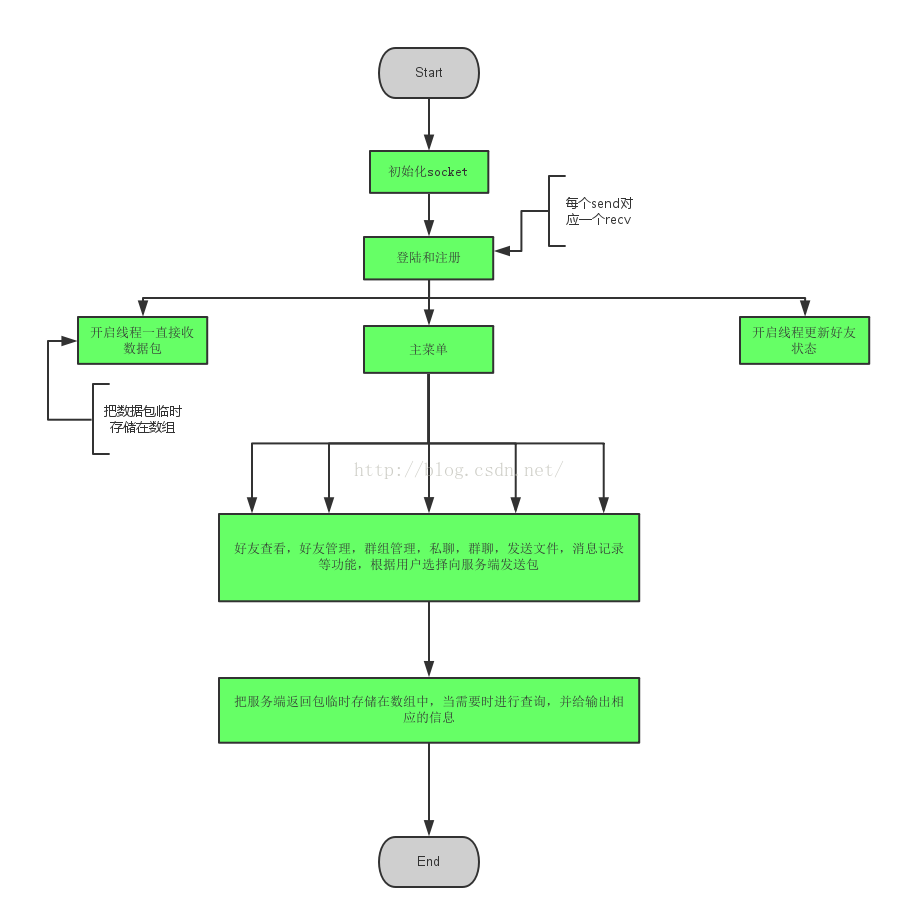 Start
初始化socket
每个send对
应一个recv
登陆和注册
开启线程一直接收
数据包
主菜单
开启线程更新好友
状态
把数据包临时
存储在数组
http://blog.csdn.net/
好友查看，好友管理，群组管理，私聊，群聊，发送文件，消息记录
等功能，根据用户选择向服务端发送包
把服务端返回包临时存储在数组中，当需要时进行查询，并给输出相
应的信息
End